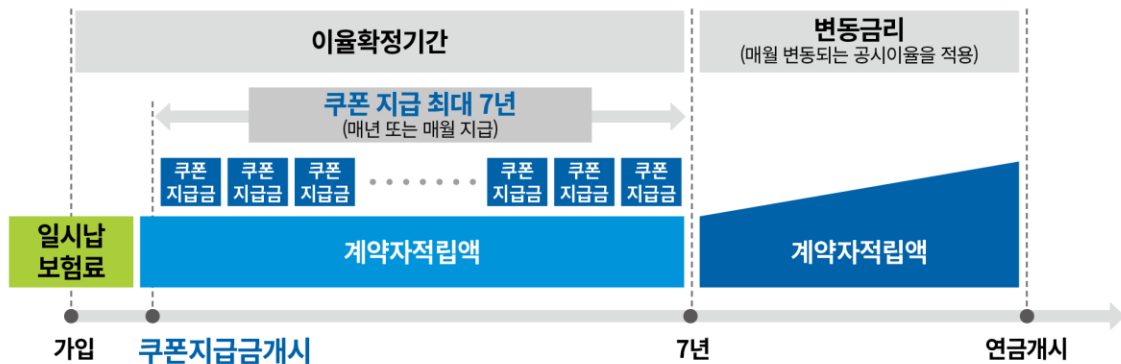 이율확정기간
변동금리
(매월 변동되는 공시이율을 적용)
쿠폰 지급 최대 7년
(매년 또는 매월 지급)
쿠폰 지급금
쿠폰 지급금
쿠폰 지급금
쿠폰 지급금
쿠폰 지급금
쿠폰 지급금
일시납
보험료
계약자적립액
계약자적립액
가입
쿠폰지급금개시
7년
연금개시